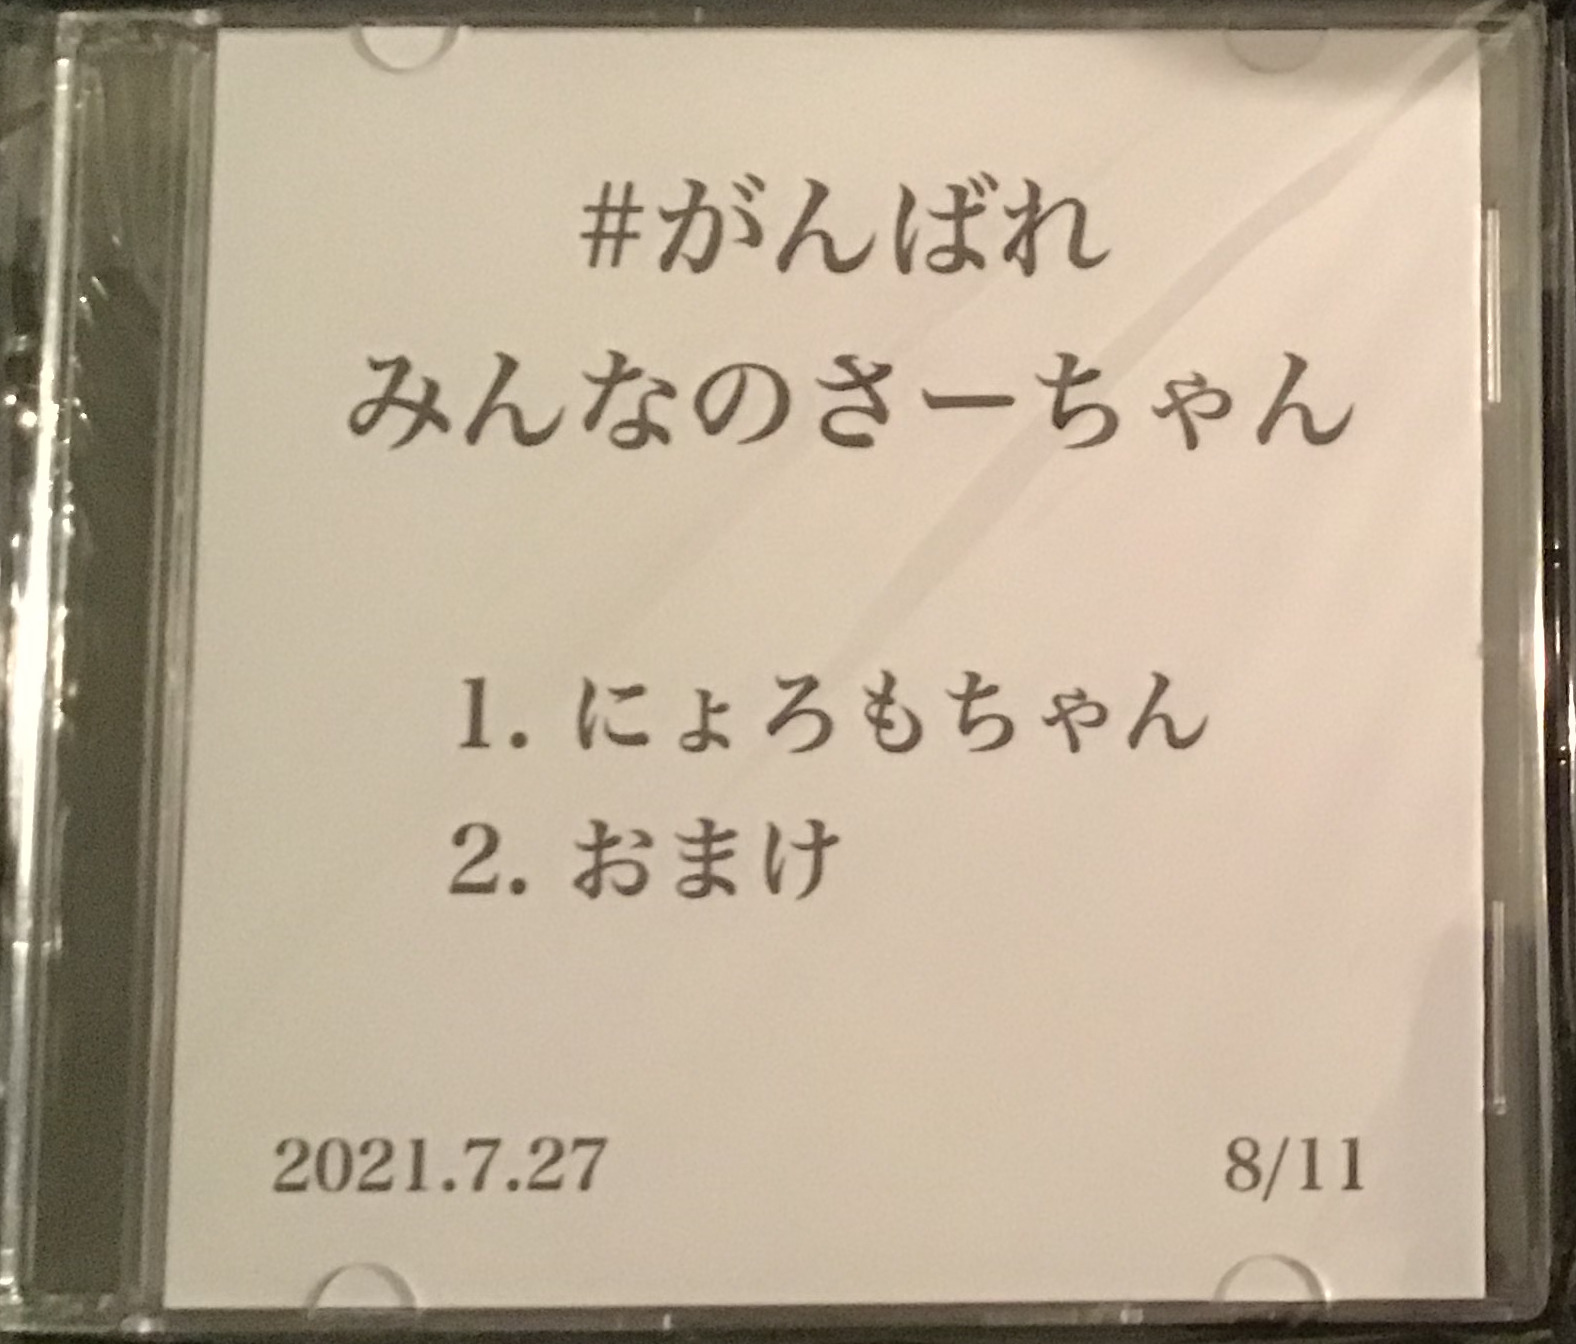 #がんばれ
みんなのさーちゃん
1. にょろもちゃん
2. おまけ
2021.7.27
8/11